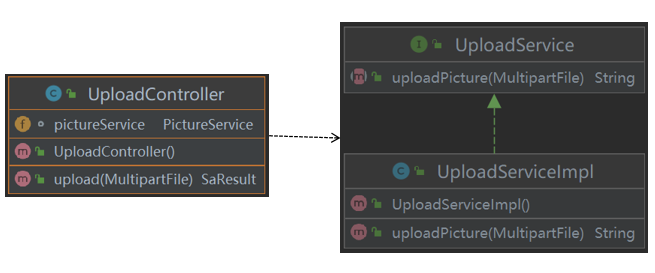 UploadController
pictureService PictureService
UploadController()
upload(MultipartFile) SaResult
UploadService
uploadPicture(MultipartFile) String
UploadServiceImpl
UploadServiceImpl()
uploadPicture(MultipartFile) String